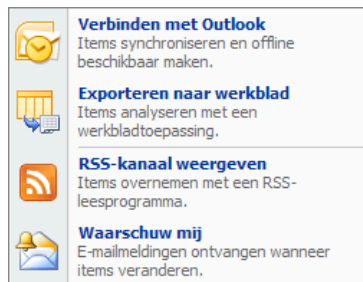 Verbinden met Outlook
Items synchroniseren en offline
beschikbaar maken.
Exporteren naar werkblad
Items analyseren met een
werkbladtoepassing.
RSS-kanaal weergeven
Items overnemen met een RSS-
leesprogramma.
Waarschuw mij
E-mailmeldingen ontvangen wanneer
items veranderen.